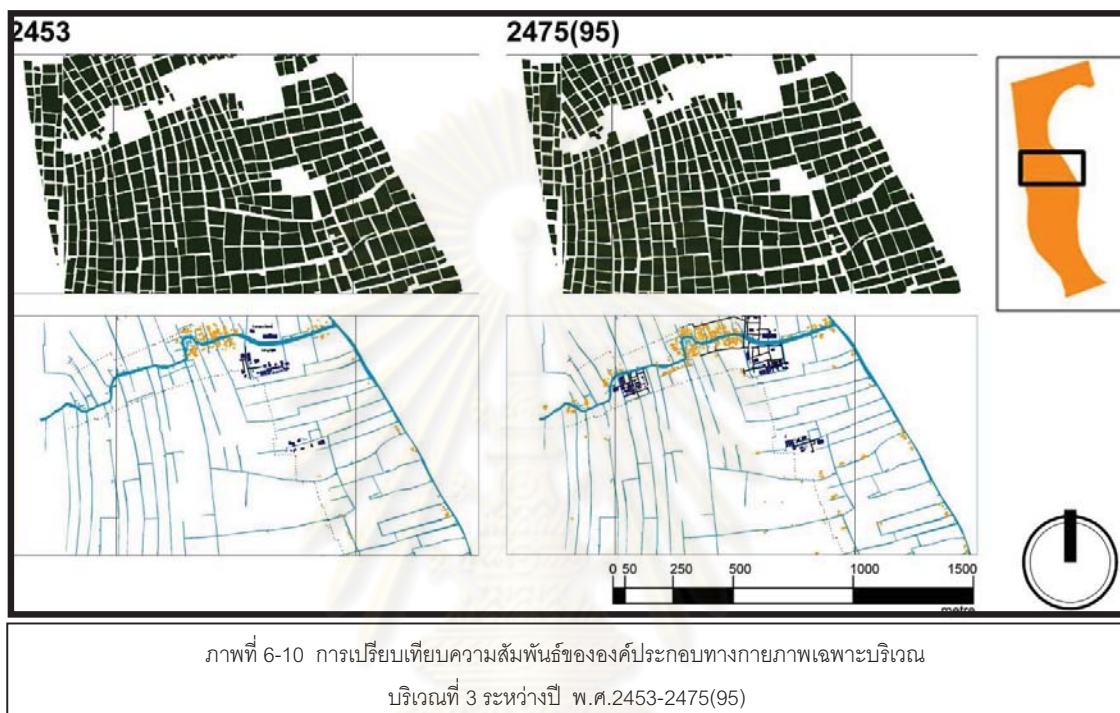 2453
2475(95)
0 50 250 500 1000 1500
metre
ภาพที่ 6-10 การเปรียบเทียบความสัมพันธ์ขององค์ประกอบทางกายภาพเฉพาะบริเวณ
บริเวณที่ 3 ระหว่างปี พ.ศ.2453-2475(95)